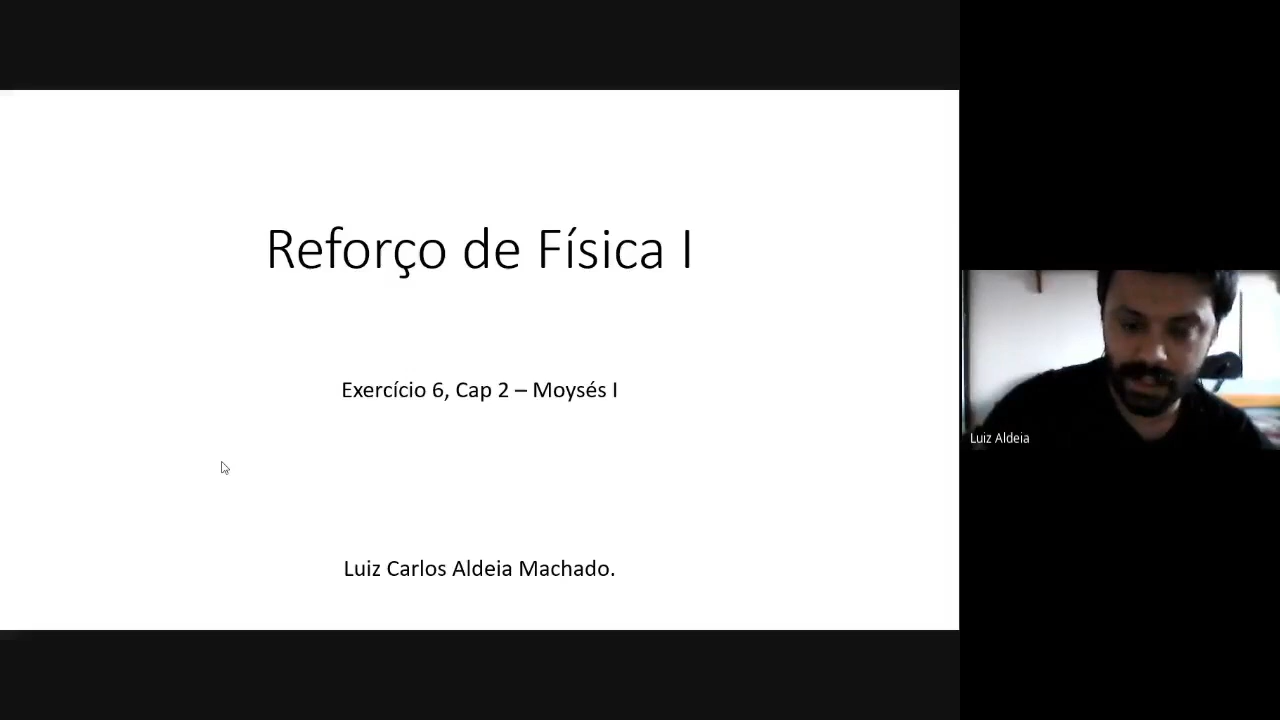 Reforço de Física I
Exercício 6, Cap 2 – Moysés I
Luiz Carlos Aldeia Machado.
Luiz Aldeia